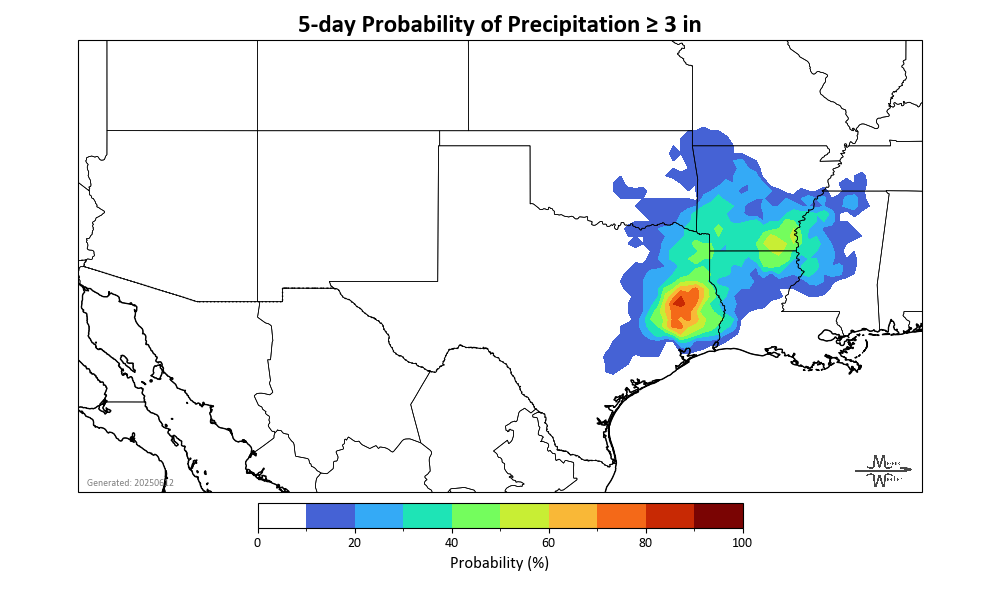 5-day Probability of Precipitation ≥ 3 in
Generated: 20250612
0 20 40 60 80 100
Probability (%)